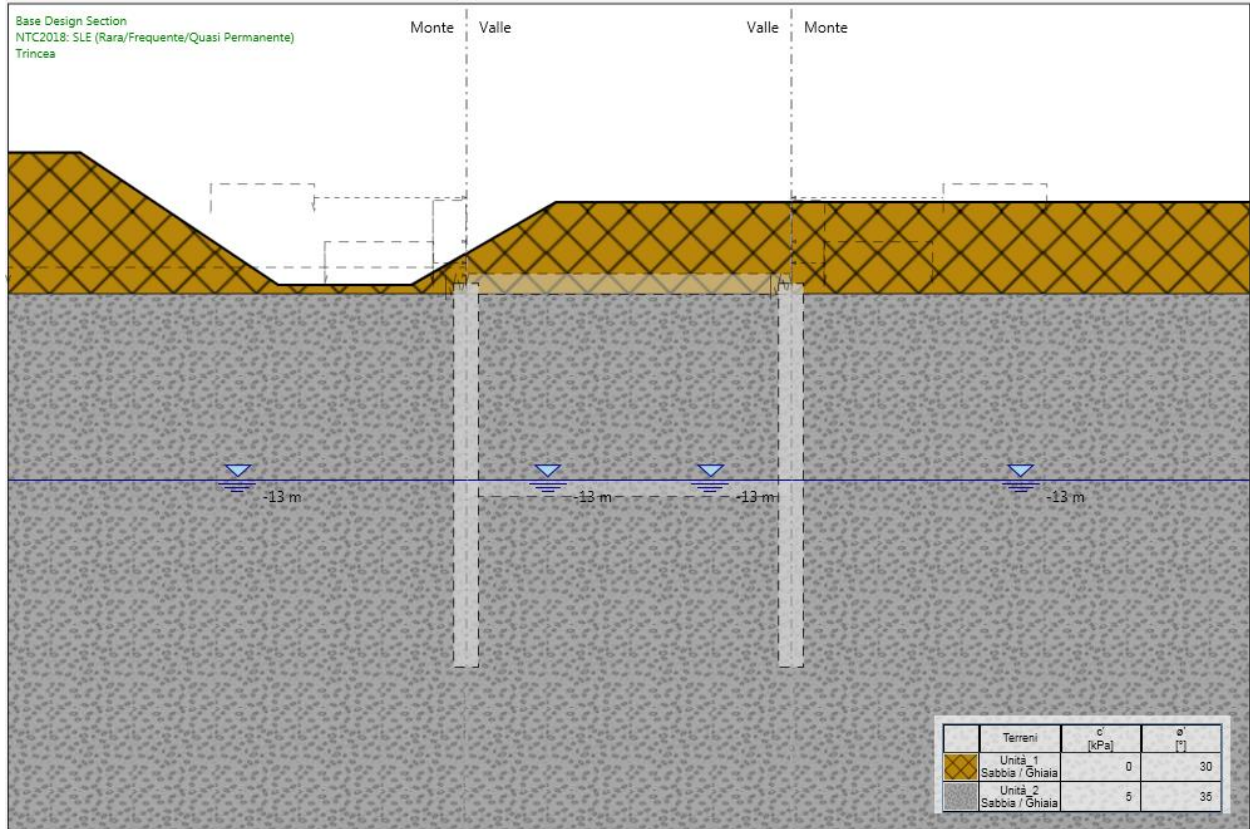 Base Design Section
NTC2018: SLE (Rara/Frequente/Quasi Permanente)
Trincea
Monte Valle
Valle Monte
-13 m
-13 m
-13 m
-13 m
Terreni c' [kPa] ø' [°]
Unità_1 Sabbia / Ghiaia 0 30
Unità_2 Sabbia / Ghiaia 5 35